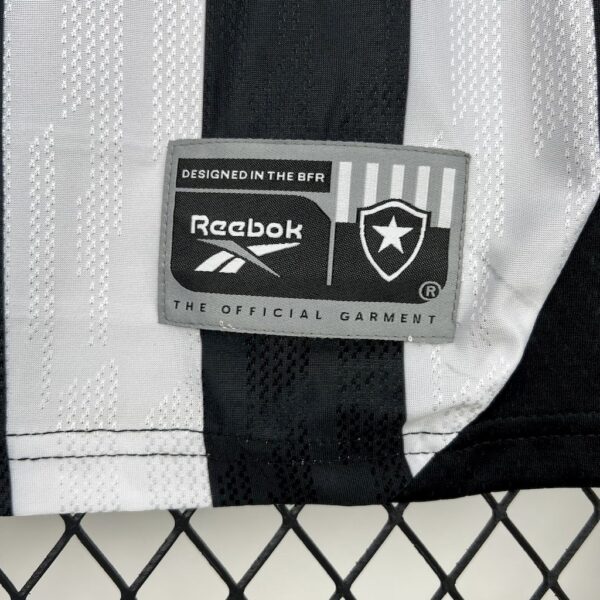 DESIGNED IN THE BFR
Reebok
®
THE OFFICIAL GARMENT